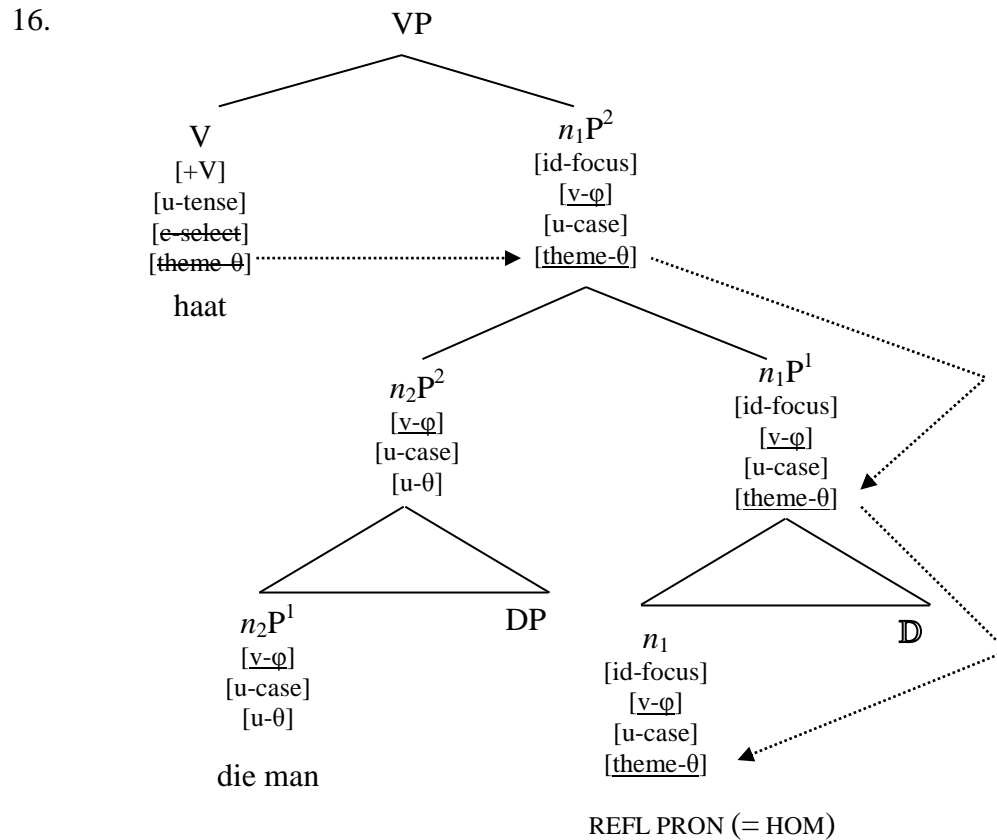 16.
VP
V
[+V]
[u-tense]
[c-select]
[theme-θ]
haat
n₁P²
[id-focus]
[v-φ]
[u-case]
[theme-θ]
n₂P²
[v-φ]
[u-case]
[u-θ]
n₁P¹
[id-focus]
[v-φ]
[u-case]
[theme-θ]
n₂P¹
[v-φ]
[u-case]
[u-θ]
die man
DP
n₁
[id-focus]
[v-φ]
[u-case]
[theme-θ]
REFL PRON (= HOM)
𝔻